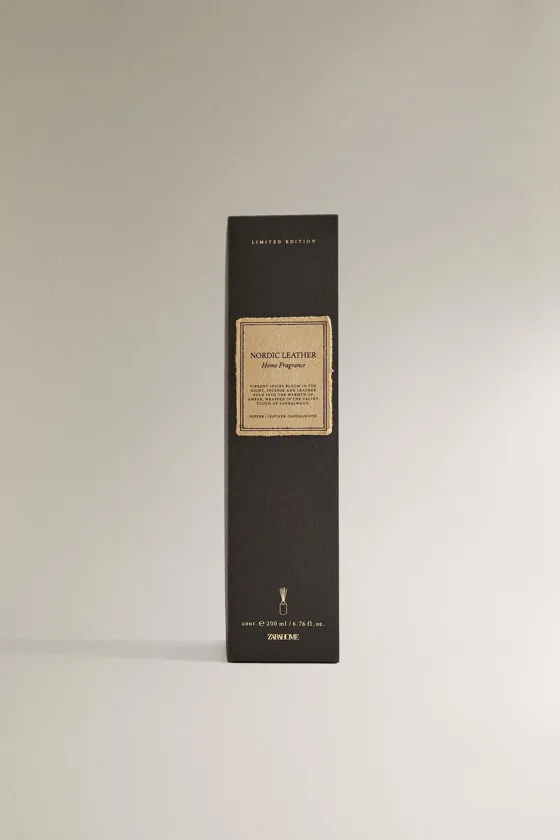 LIMITED EDITION
NORDIC LEATHER
Home Fragrance
VIBRANT SPICES BLOOM IN THE
NIGHT, INCENSE AND LEATHER
FOLD INTO THE WARMTH OF
AMBER, WRAPPED IN THE VELVET
TOUCH OF SANDALWOOD
PEPPER-LEATHER-SANDALWOOD
cont. ℮ 200 ml / 6.76 fl. oz.
ZARAHOME